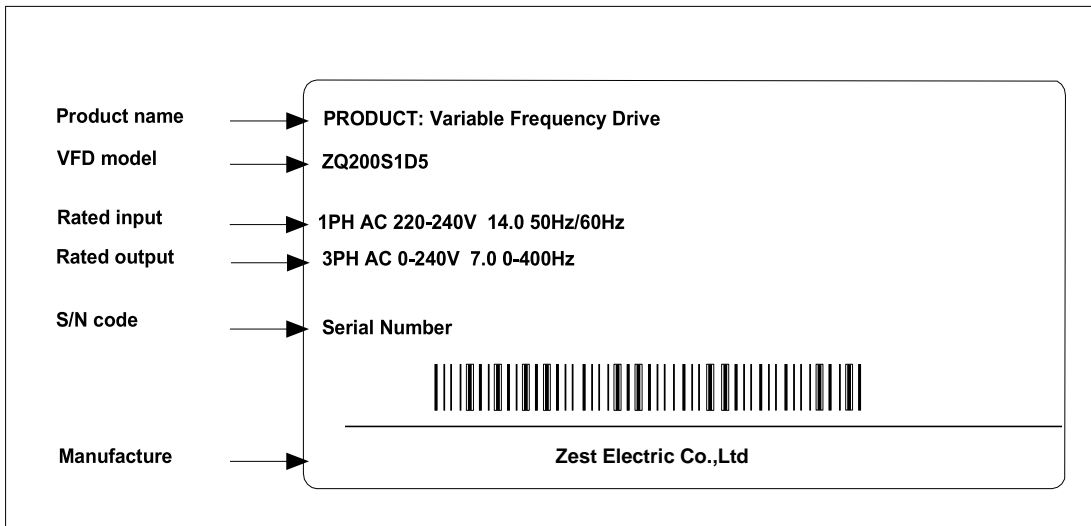 Product name PRODUCT: Variable Frequency Drive
VFD model ZQ200S1D5
Rated input 1PH AC 220-240V 14.0 50Hz/60Hz
Rated output 3PH AC 0-240V 7.0 0-400Hz
S/N code Serial Number
Manufacture Zest Electric Co.,Ltd